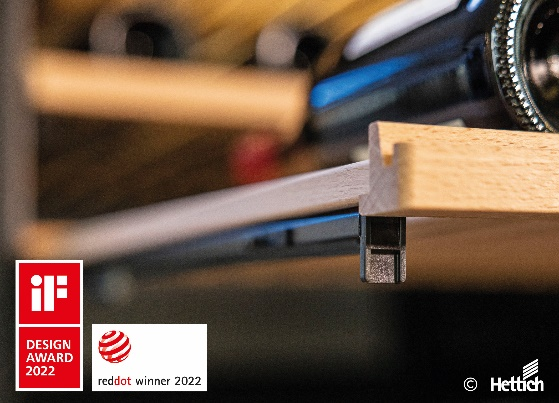 iF
DESIGN
AWARD
2022
reddot winner 2022
© Hettich